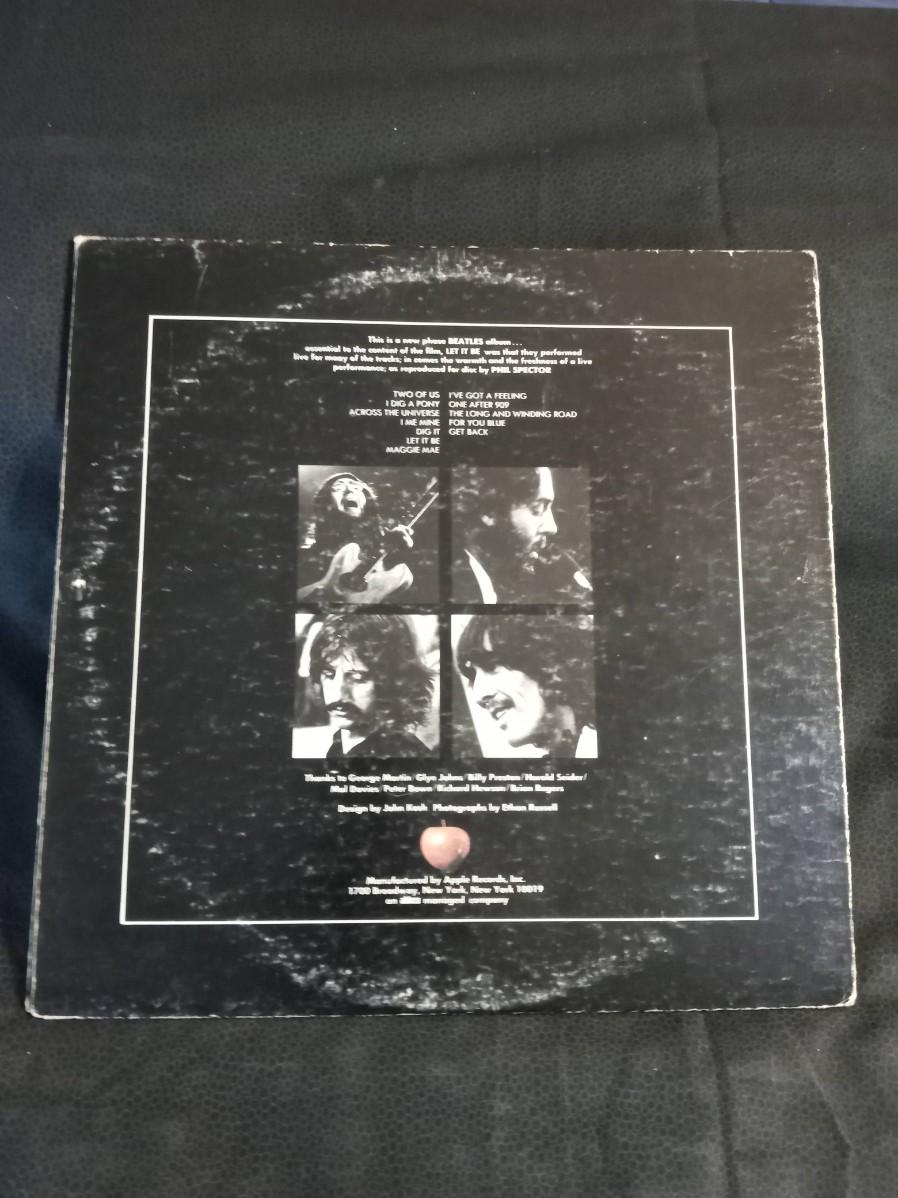 This is a new phase BEATLES album...
essential to the content of the film, LET IT BE was that they performed
live for many of the tracks; in comes the warmth and the freshness of a live
performance; as reproduced for disc by PHIL SPECTOR
TWO OF US
I DIG A PONY
ACROSS THE UNIVERSE
I ME MINE
DIG IT
LET IT BE
MAGGIE MAE
I'VE GOT A FEELING
ONE AFTER 909
THE LONG AND WINDING ROAD
FOR YOU BLUE
GET BACK
Thanks to George Martin/Glyn Johns/Billy Preston/Harold Seider/
Mal Davies/Peter Bown/Richard Hewson/Brian Rogers
Design by John Kosh Photographs by Ethan Russell
Manufactured by Apple Records, Inc.
1700 Broadway, New York, New York 10019
an abkco managed company